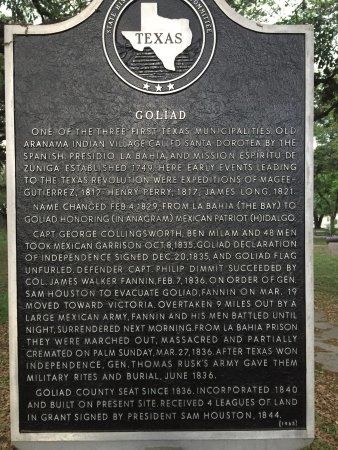 STATE
COMMITTEE
TEXAS
GOLIAD
ONE OF THE THREE FIRST TEXAS MUNICIPALITIES. OLD
ARANAMA INDIAN VILLAGE CALLED SANTA DOROTEA BY THE
SPANISH. PRESIDIO LA BAHIA AND MISSION ESPIRITU DE
ZUNIGA ESTABLISHED 1749. HERE EARLY EVENTS LEADING
TO THE TEXAS REVOLUTION WERE EXPEDITIONS OF MAGEE-
GUTIERREZ, 1812; HENRY PERRY; 1817; JAMES LONG, 1821.
NAME CHANGED FEB.4,1829, FROM LA BAHIA (THE BAY) TO
GOLIAD HONORING (IN ANAGRAM) MEXICAN PATRIOT (H)IDALGO.
CAPT. GEORGE COLLINGSWORTH, BEN MILAM AND 48 MEN
TOOK MEXICAN GARRISON OCT.8,1835. GOLIAD DECLARATION
OF INDEPENDENCE SIGNED DEC.20,1835, AND GOLIAD FLAG
UNFURLED. DEFENDER CAPT. PHILIP DIMMIT SUCCEEDED BY
COL. JAMES WALKER FANNIN, FEB.7,1836. ON ORDER OF GEN.
SAM HOUSTON TO EVACUATE GOLIAD, FANNIN ON MAR. 19
MOVED TOWARD VICTORIA. OVERTAKEN 9 MILES OUT BY A
LARGE MEXICAN ARMY, FANNIN AND HIS MEN BATTLED UNTIL
NIGHT, SURRENDERED NEXT MORNING. FROM LA BAHIA PRISON
THEY WERE MARCHED OUT, MASSACRED AND PARTIALLY
CREMATED ON PALM SUNDAY, MAR. 27, 1836. AFTER TEXAS WON
INDEPENDENCE, GEN. THOMAS RUSK'S ARMY GAVE THEM
MILITARY RITES AND BURIAL, JUNE 1836.
GOLIAD COUNTY SEAT SINCE 1836. INCORPORATED 1840
AND BUILT ON PRESENT SITE. RECEIVED 4 LEAGUES OF LAND
IN GRANT SIGNED BY PRESIDENT SAM HOUSTON, 1844.
(1963)